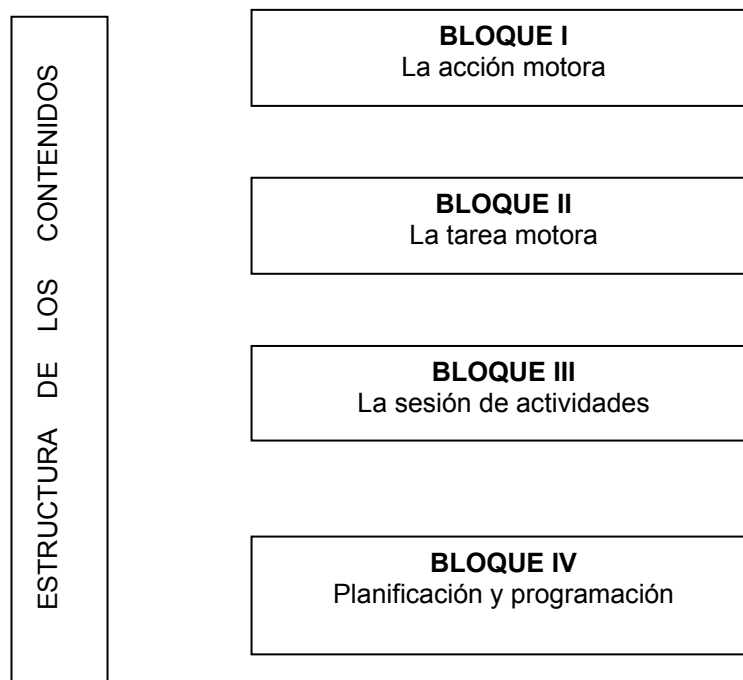 ESTRUCTURA DE LOS CONTENIDOS
BLOQUE I
La acción motora
BLOQUE II
La tarea motora
BLOQUE III
La sesión de actividades
BLOQUE IV
Planificación y programación